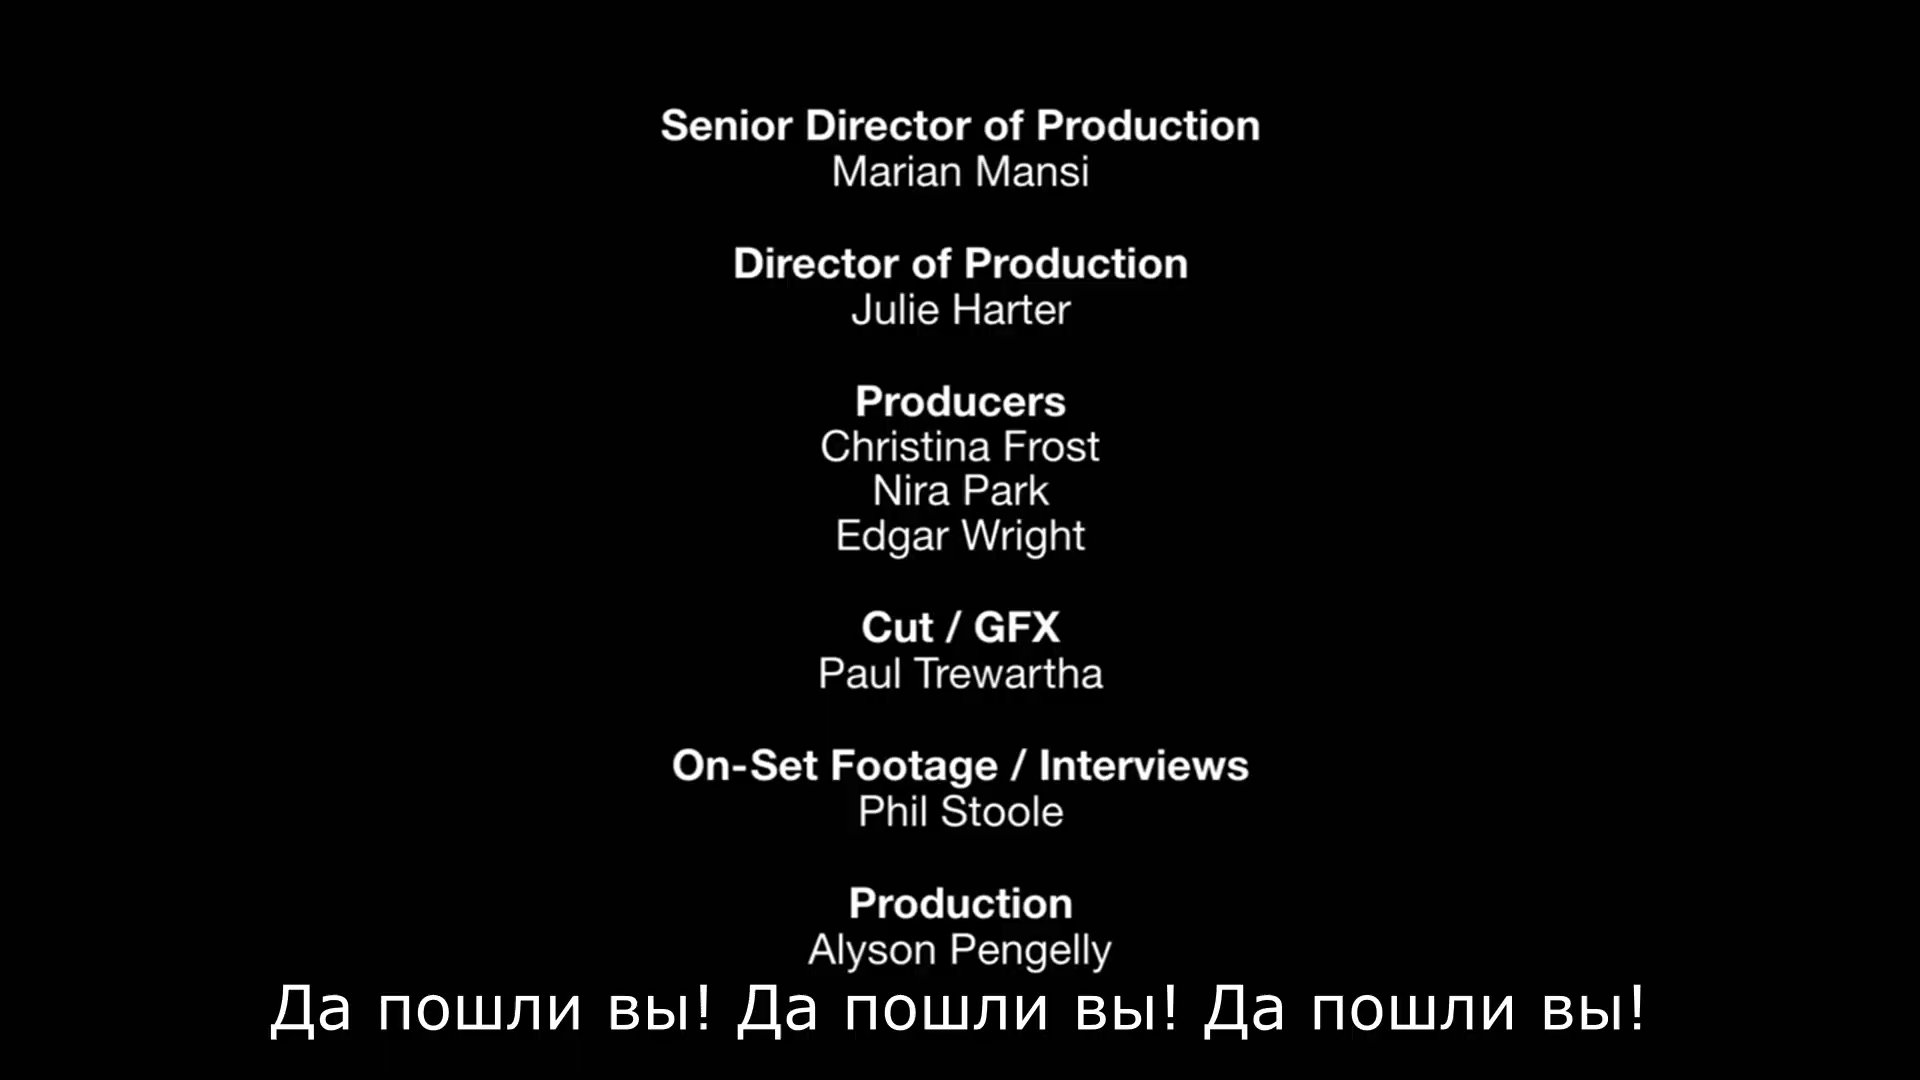 Senior Director of Production
Marian Mansi
Director of Production
Julie Harter
Producers
Christina Frost
Nira Park
Edgar Wright
Cut / GFX
Paul Trewartha
On-Set Footage / Interviews
Phil Stoole
Production
Alyson Pengelly
Да пошли вы! Да пошли вы! Да пошли вы!